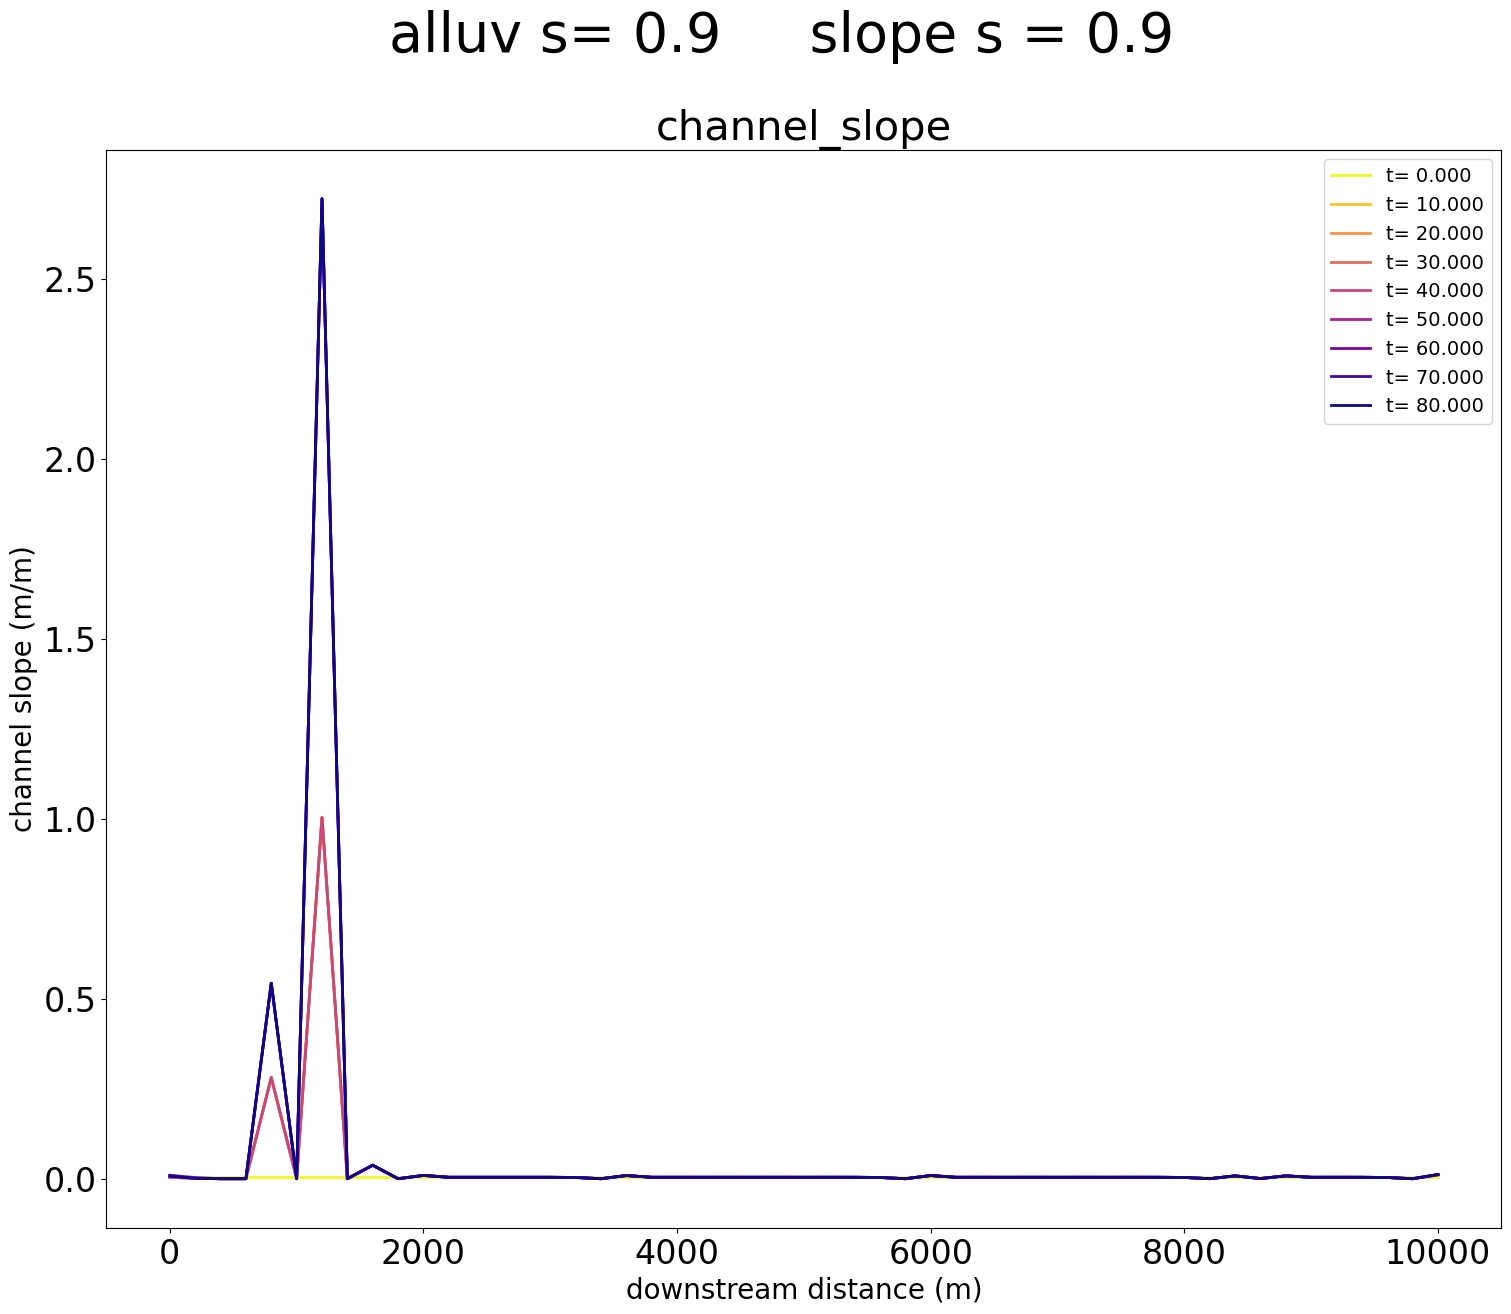 alluv s= 0.9 slope s = 0.9
channel_slope
t= 0.000
t= 10.000
t= 20.000
t= 30.000
t= 40.000
t= 50.000
t= 60.000
t= 70.000
t= 80.000
channel slope (m/m)
2.5
2.0
1.5
1.0
0.5
0.0
0 2000 4000 6000 8000 10000
downstream distance (m)